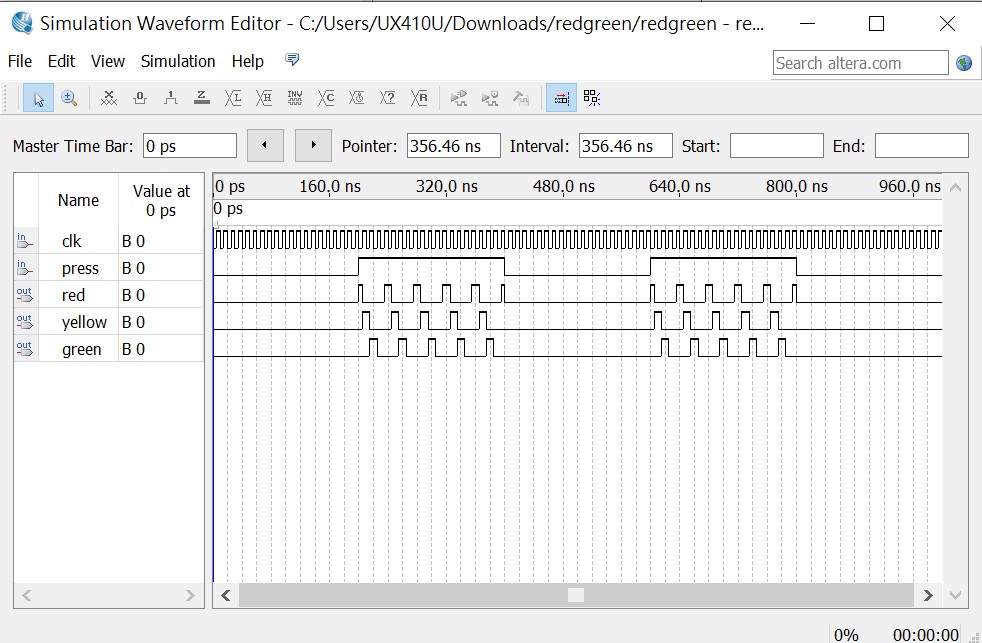 Simulation Waveform Editor - C:/Users/UX410U/Downloads/redgreen/redgreen - re...
File Edit View Simulation Help
Search altera.com
Master Time Bar: 0 ps Pointer: 356.46 ns Interval: 356.46 ns Start: End:
Name Value at 0 ps
0 ps 160.0 ns 320.0 ns 480.0 ns 640.0 ns 800.0 ns 960.0 ns
0 ps
in clk B 0
in press B 0
out red B 0
out yellow B 0
out green B 0
0% 00:00:00